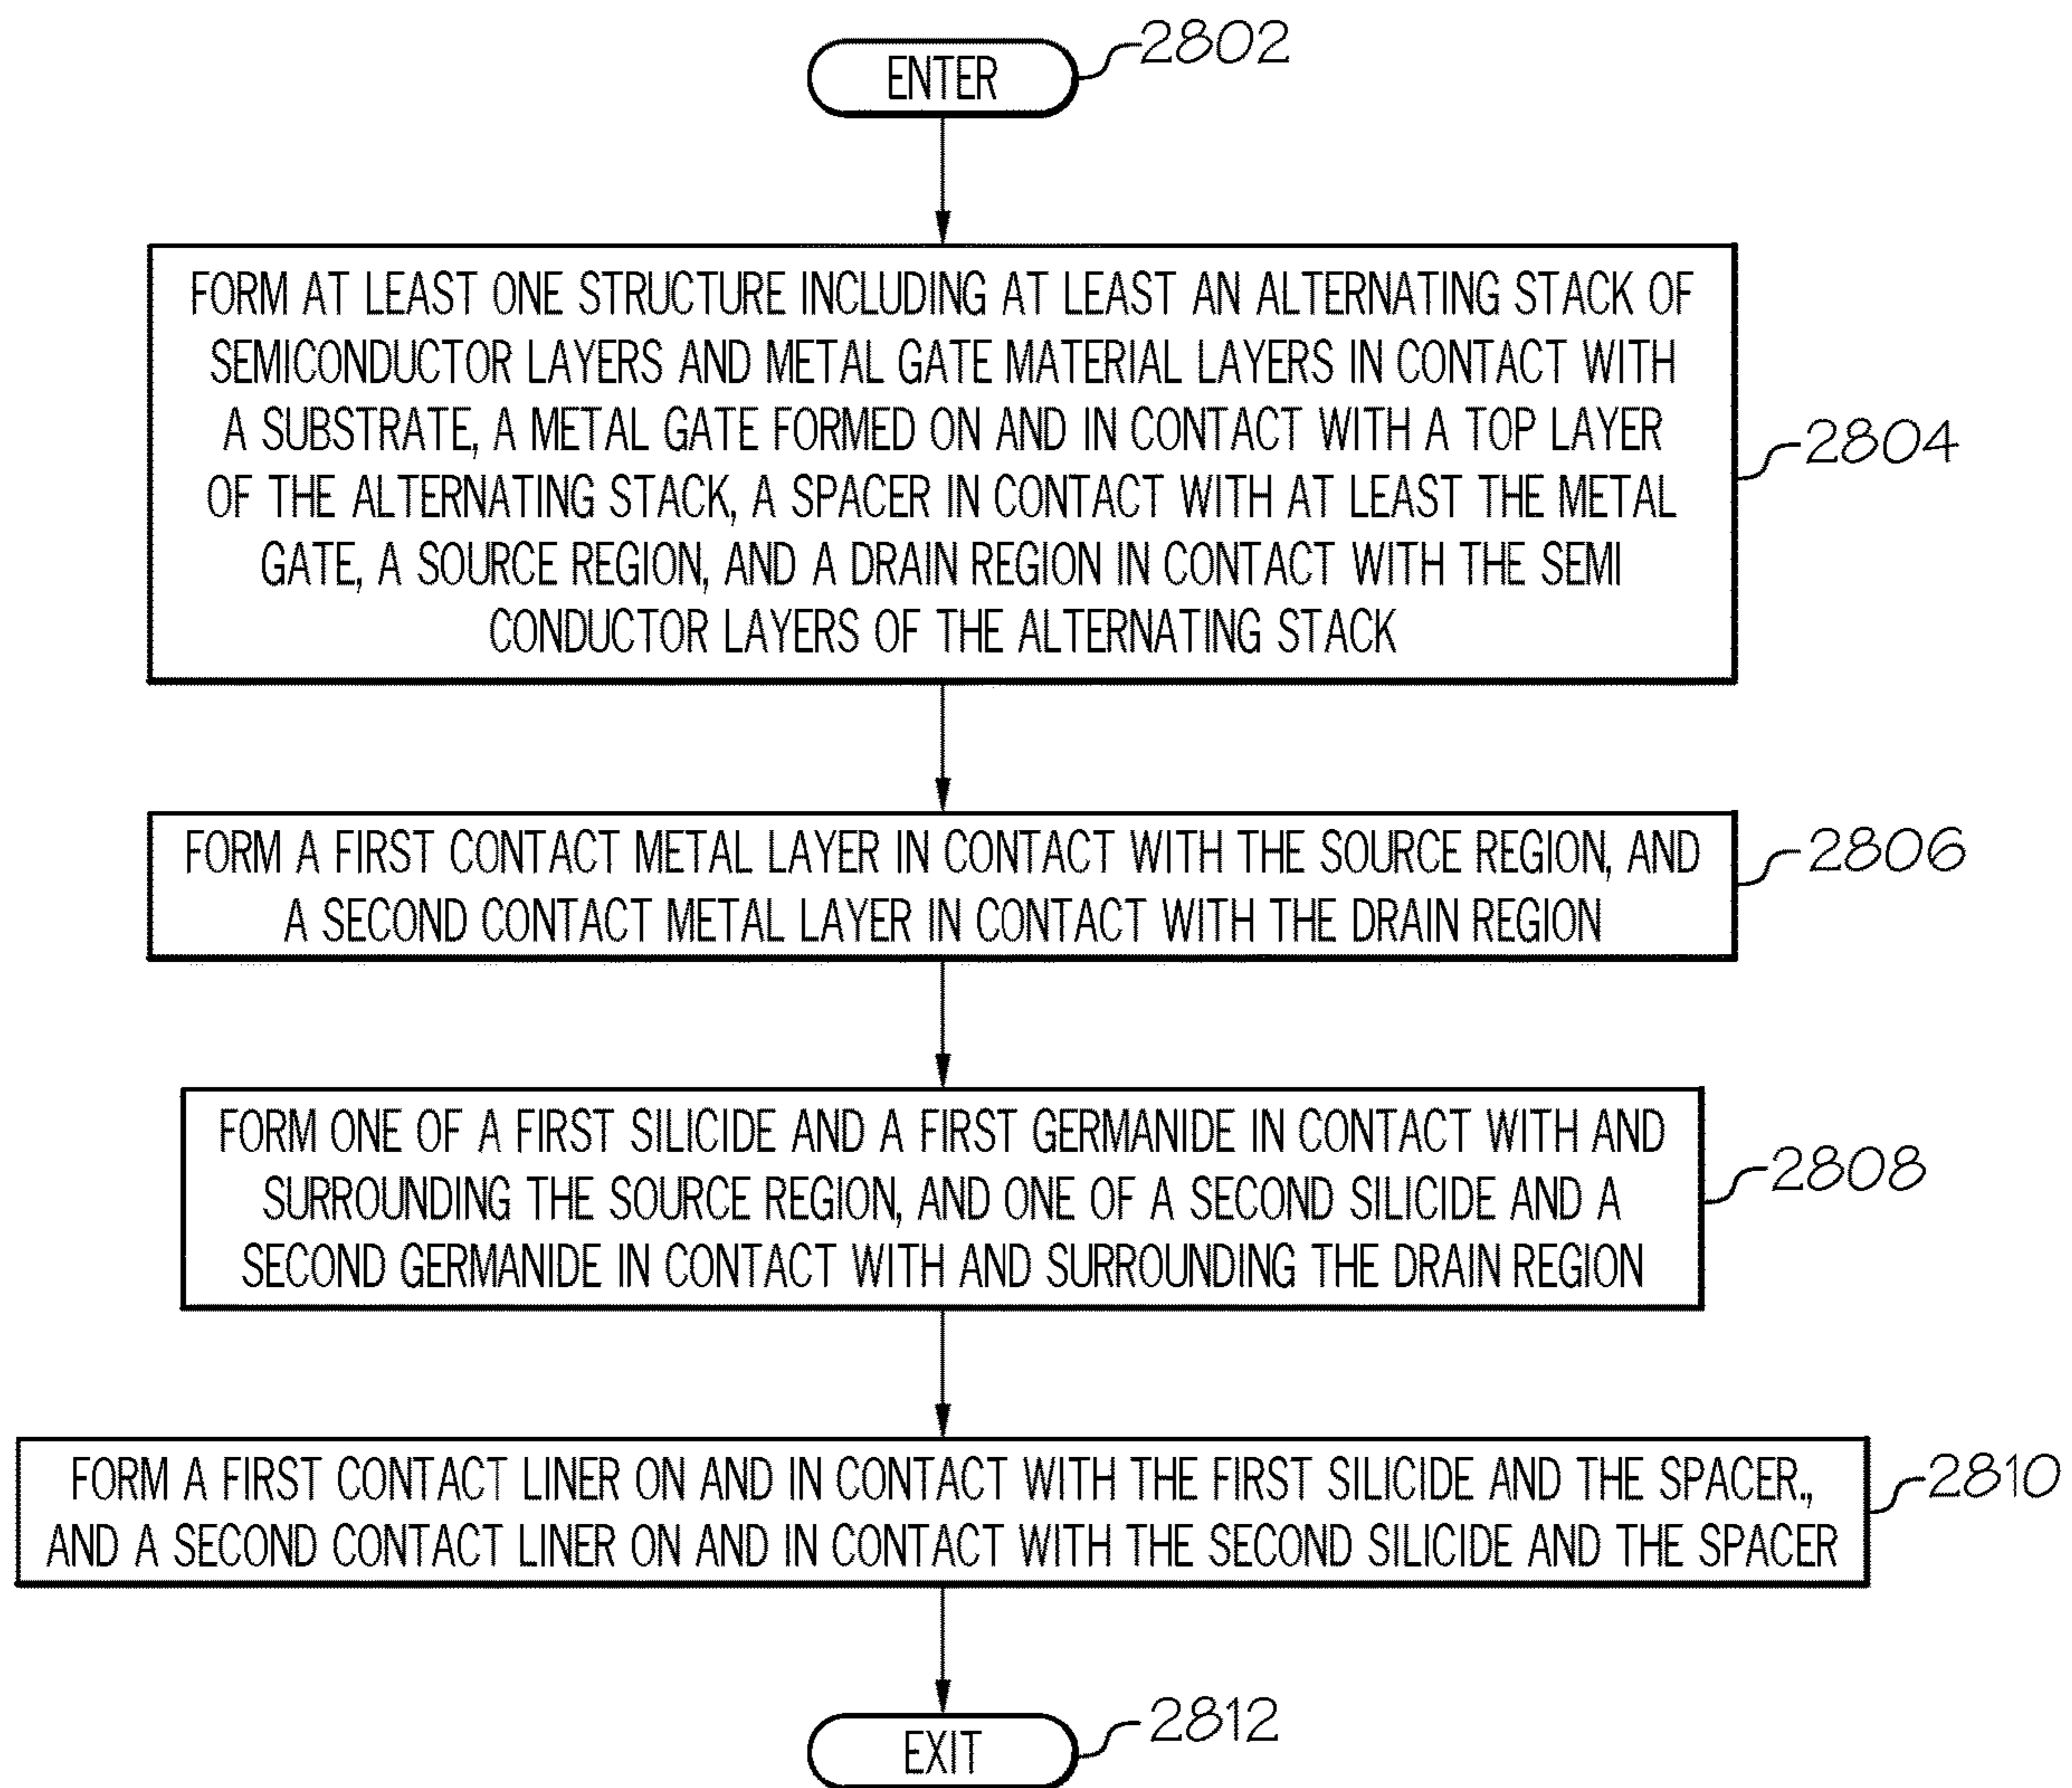 ENTER
2802
FORM AT LEAST ONE STRUCTURE INCLUDING AT LEAST AN ALTERNATING STACK OF
SEMICONDUCTOR LAYERS AND METAL GATE MATERIAL LAYERS IN CONTACT WITH
A SUBSTRATE, A METAL GATE FORMED ON AND IN CONTACT WITH A TOP LAYER
OF THE ALTERNATING STACK, A SPACER IN CONTACT WITH AT LEAST THE METAL
GATE, A SOURCE REGION, AND A DRAIN REGION IN CONTACT WITH THE SEMI
CONDUCTOR LAYERS OF THE ALTERNATING STACK
2804
FORM A FIRST CONTACT METAL LAYER IN CONTACT WITH THE SOURCE REGION, AND
A SECOND CONTACT METAL LAYER IN CONTACT WITH THE DRAIN REGION
2806
FORM ONE OF A FIRST SILICIDE AND A FIRST GERMANIDE IN CONTACT WITH AND
SURROUNDING THE SOURCE REGION, AND ONE OF A SECOND SILICIDE AND A
SECOND GERMANIDE IN CONTACT WITH AND SURROUNDING THE DRAIN REGION
2808
FORM A FIRST CONTACT LINER ON AND IN CONTACT WITH THE FIRST SILICIDE AND THE SPACER.,
AND A SECOND CONTACT LINER ON AND IN CONTACT WITH THE SECOND SILICIDE AND THE SPACER
2810
EXIT
2812